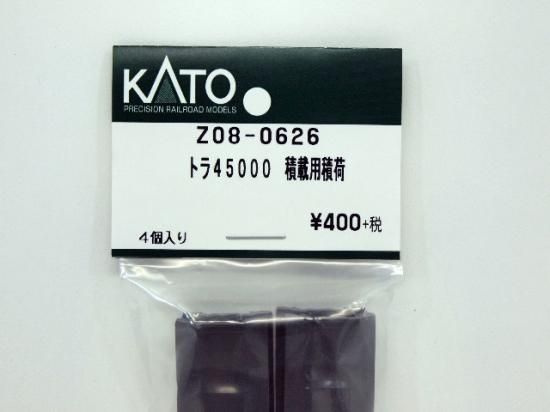 KATO
PRECISION RAILROAD MODELS
Z08-0626
トラ45000 積載用積荷
¥400+税
4個入り